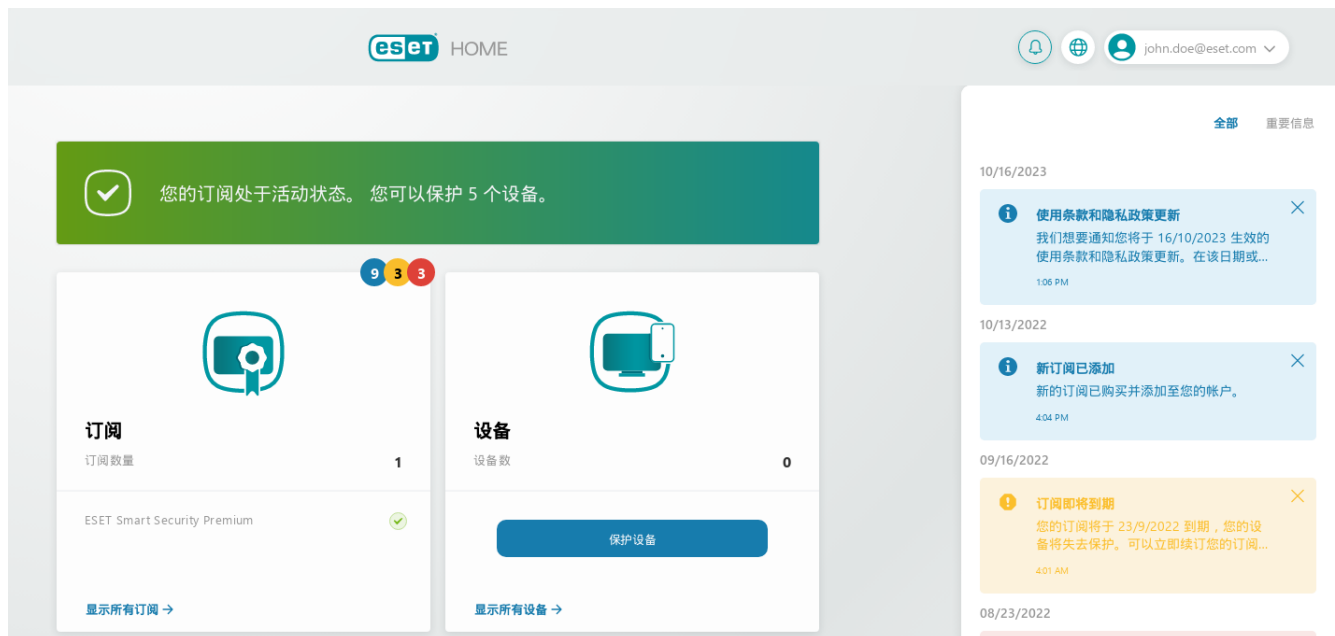 eset HOME
john.doe@eset.com
您的订阅处于活动状态。 您可以保护 5 个设备。
9 3 3
订阅
订阅数量 1
ESET Smart Security Premium
显示所有订阅
设备
设备数 0
保护设备
显示所有设备
全部 重要信息
10/16/2023
使用条款和隐私政策更新
我们想要通知您将于 16/10/2023 生效的
使用条款和隐私政策更新。在该日期或...
1:06 PM
10/13/2022
新订阅已添加
新的订阅已购买并添加至您的帐户。
4:04 PM
09/16/2022
订阅即将到期
您的订阅将于 23/9/2022 到期，您的设
备将失去保护。可以立即续订您的订阅...
4:01 AM
08/23/2022